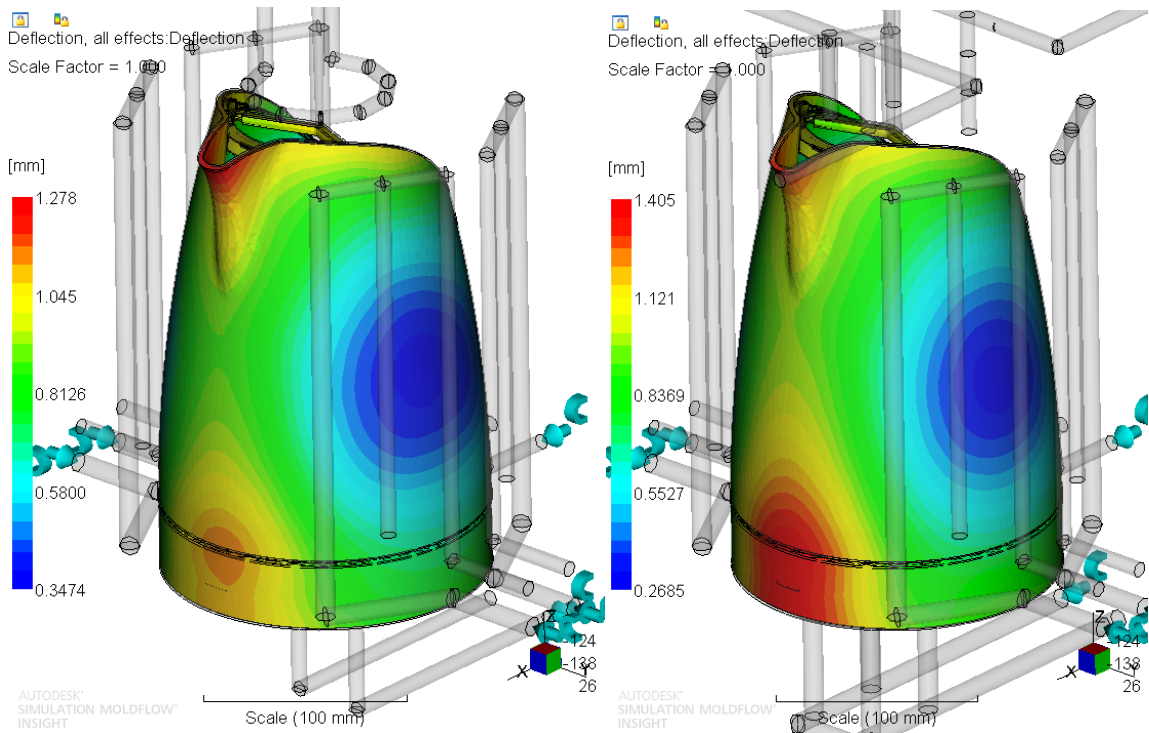 Deflection, all effects:Deflection
Scale Factor = 1.000
[mm]
1.278
1.045
0.8126
0.5800
0.3474
Z
X
Y
-124
-138
26
AUTODESK®
SIMULATION MOLDFLOW®
INSIGHT
Scale (100 mm)
Deflection, all effects:Deflection
Scale Factor = 1.000
[mm]
1.405
1.121
0.8369
0.5527
0.2685
Z
X
Y
-124
-138
26
AUTODESK®
SIMULATION MOLDFLOW®
INSIGHT
Scale (100 mm)